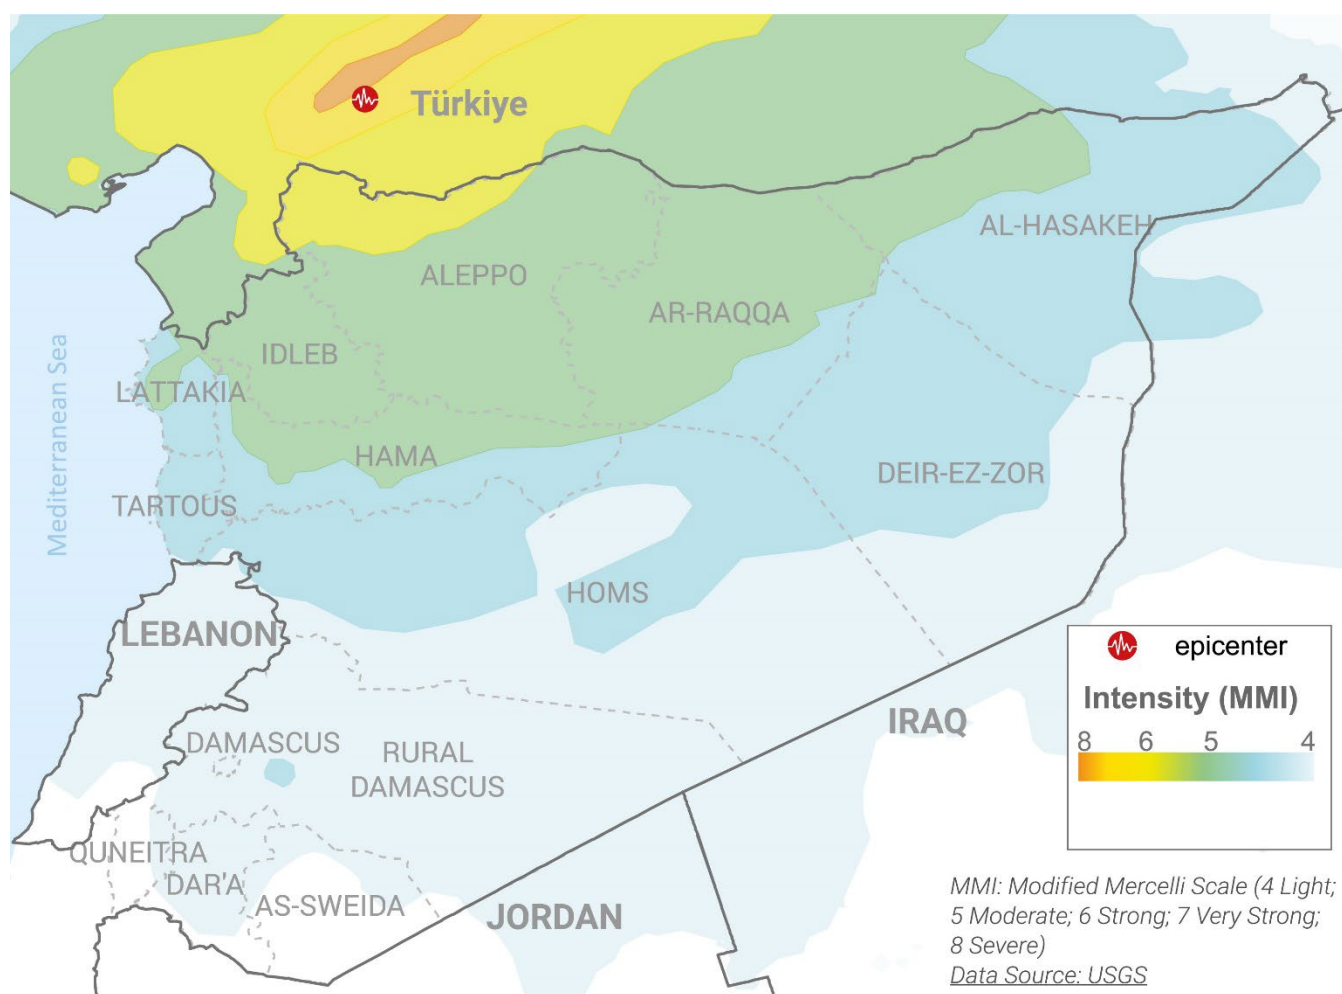 Türkiye
AL-HASAKEH
ALEPPO
AR-RAQQA
IDLEB
Mediterranean Sea
LATTAKIA
HAMA
DEIR-EZ-ZOR
TARTOUS
HOMS
LEBANON
epicenter
Intensity (MMI)
8 6 5 4
IRAQ
DAMASCUS
RURAL
DAMASCUS
QUNEITRA
DAR'A
AS-SWEIDA
JORDAN
MMI: Modified Mercelli Scale (4 Light;
5 Moderate; 6 Strong; 7 Very Strong;
8 Severe)
Data Source: USGS